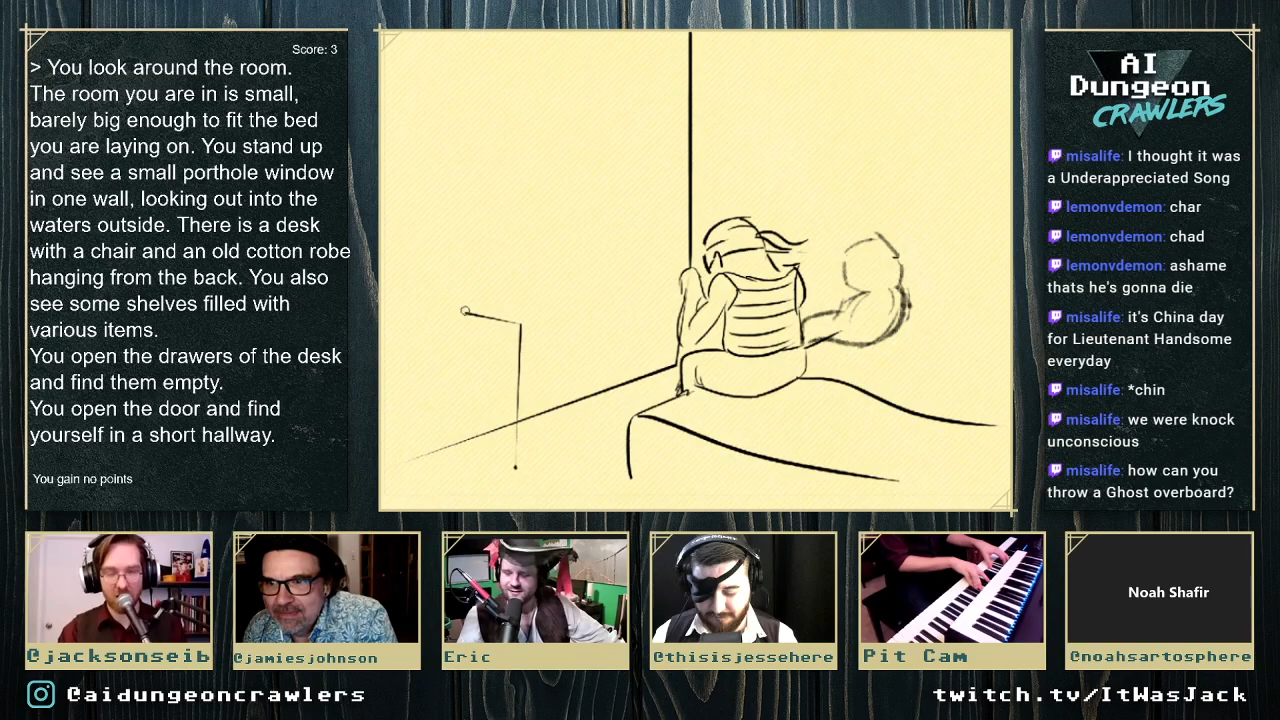 Score: 3
> You look around the room.
The room you are in is small,
barely big enough to fit the bed
you are laying on. You stand up
and see a small porthole window
in one wall, looking out into the
waters outside. There is a desk
with a chair and an old cotton robe
hanging from the back. You also
see some shelves filled with
various items.
You open the drawers of the desk
and find them empty.
You open the door and find
yourself in a short hallway.
You gain no points
AI
Dungeon
CRAWLERS
misalife: I thought it was
a Underappreciated Song
lemonvdemon: char
lemonvdemon: chad
lemonvdemon: ashame
thats he's gonna die
misalife: it's China day
for Lieutenant Handsome
everyday
misalife: *chin
misalife: we were knock
unconscious
misalife: how can you
throw a Ghost overboard?
Noah Shafir
@jacksonseib
@jamiesjohnson
Eric
@thisisjessehere
Pit Cam
@noahsartosphere
@aidungeoncrawlers
twitch.tv/ItWasJack